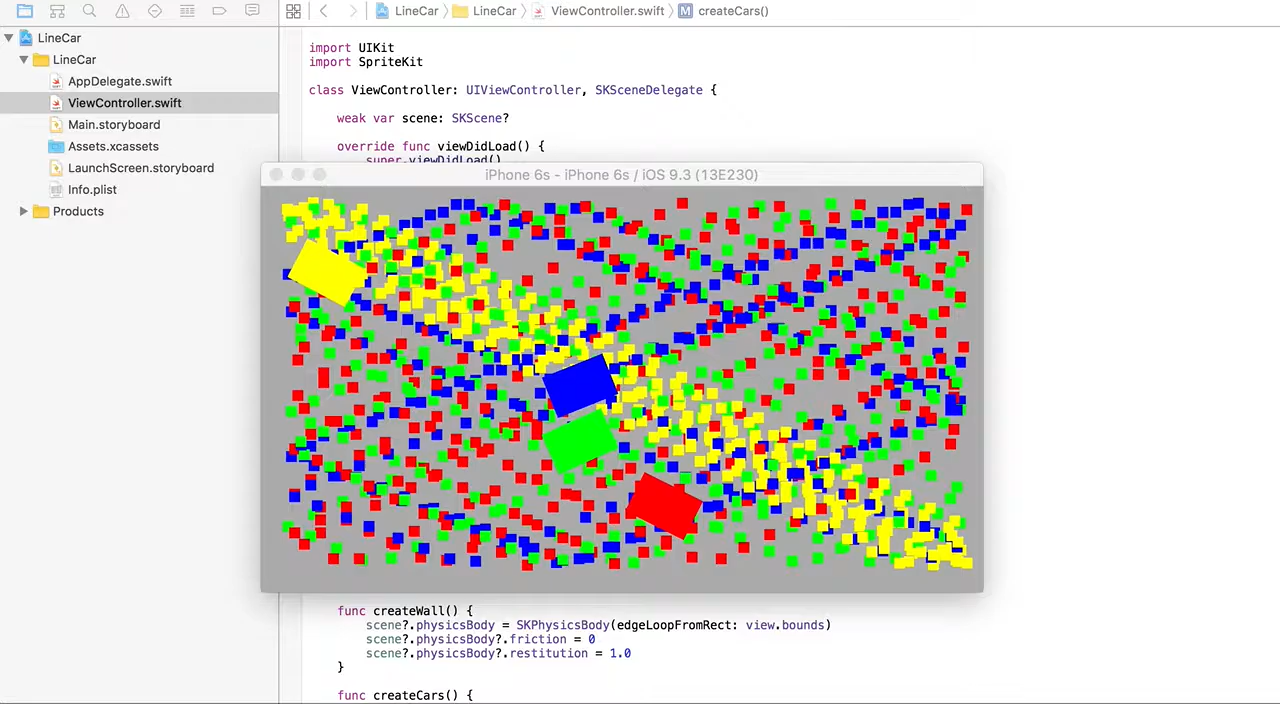 LineCar LineCar ViewController.swift M createCars()
LineCar
LineCar
AppDelegate.swift
ViewController.swift
Main.storyboard
Assets.xcassets
LaunchScreen.storyboard
Info.plist
Products
import UIKit
import SpriteKit
class ViewController: UIViewController, SKSceneDelegate {
weak var scene: SKScene?
override func viewDidLoad() {
super.viewDidLoad()
iPhone 6s - iPhone 6s / iOS 9.3 (13E230)
func createWall() {
scene?.physicsBody = SKPhysicsBody(edgeLoopFromRect: view.bounds)
scene?.physicsBody?.friction = 0
scene?.physicsBody?.restitution = 1.0
}
func createCars() {